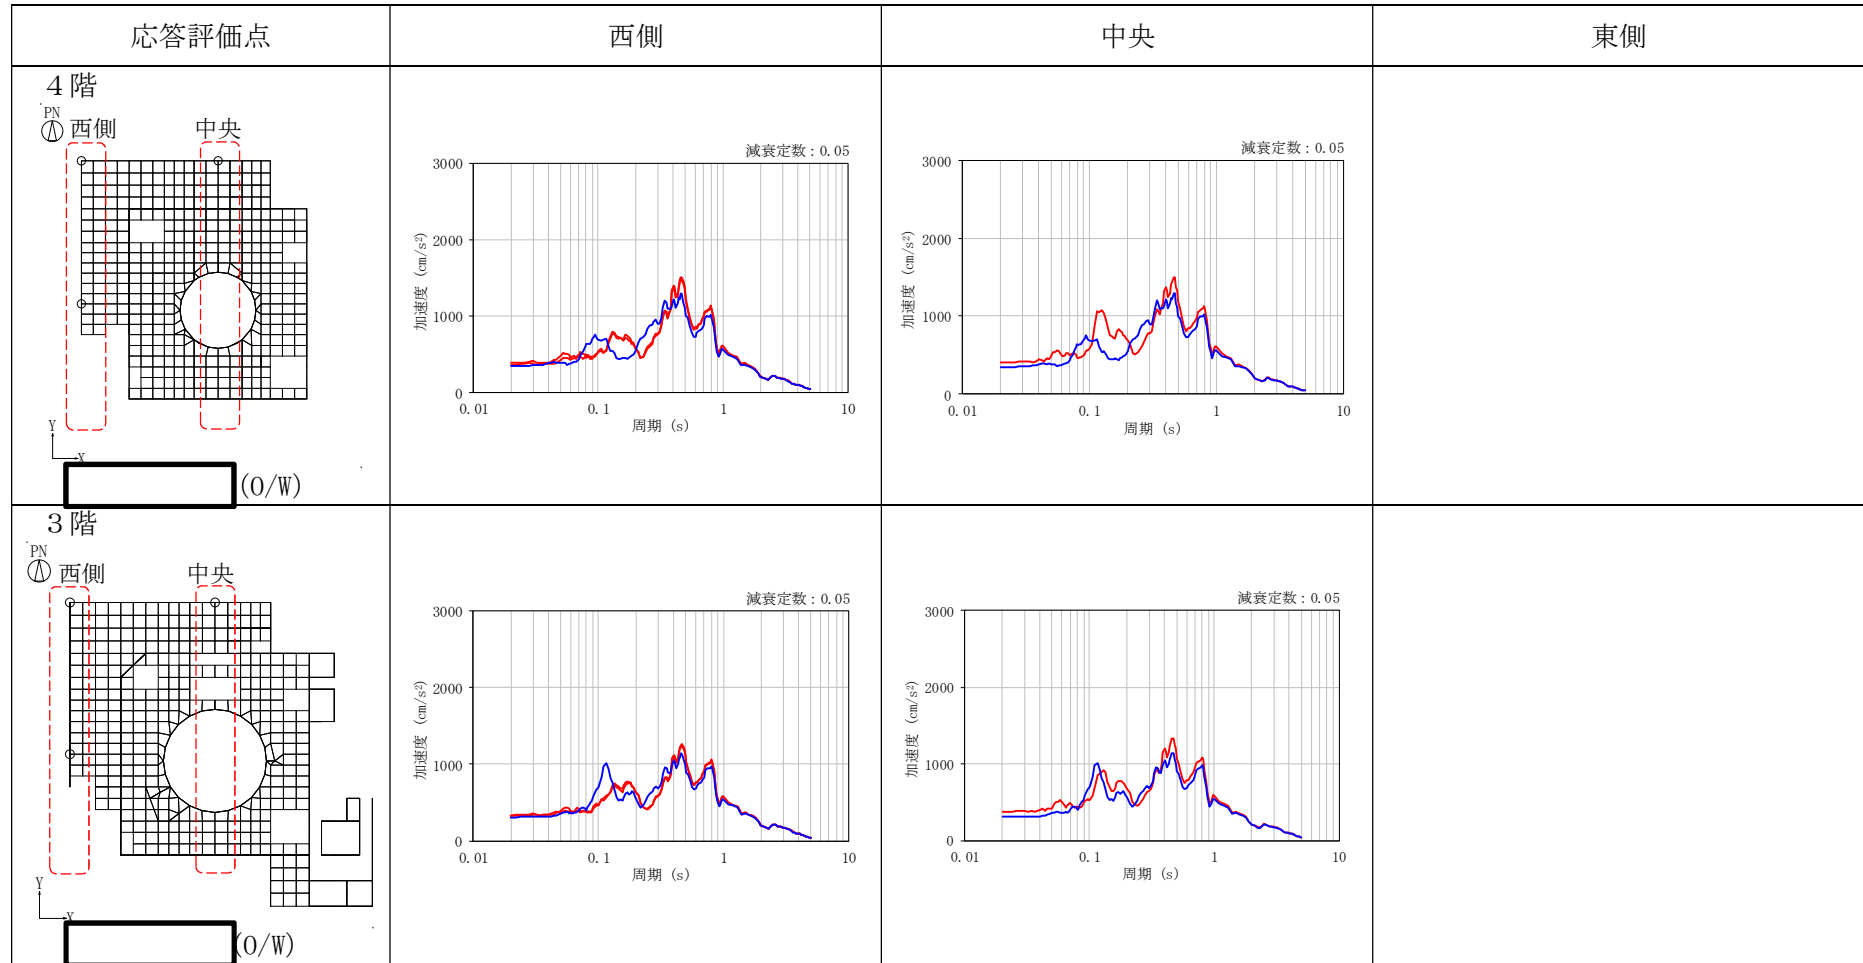 応答評価点 西側 中央 東側
４階
PN
西側 中央
Y
X
(O/W)
減衰定数：0.05
3000
2000
1000
0
加速度 (cm/s²)
0.01 0.1 1 10
周期 (s)
減衰定数：0.05
3000
2000
1000
0
加速度 (cm/s²)
0.01 0.1 1 10
周期 (s)
３階
PN
西側 中央
Y
X
(O/W)
減衰定数：0.05
3000
2000
1000
0
加速度 (cm/s²)
0.01 0.1 1 10
周期 (s)
減衰定数：0.05
3000
2000
1000
0
加速度 (cm/s²)
0.01 0.1 1 10
周期 (s)